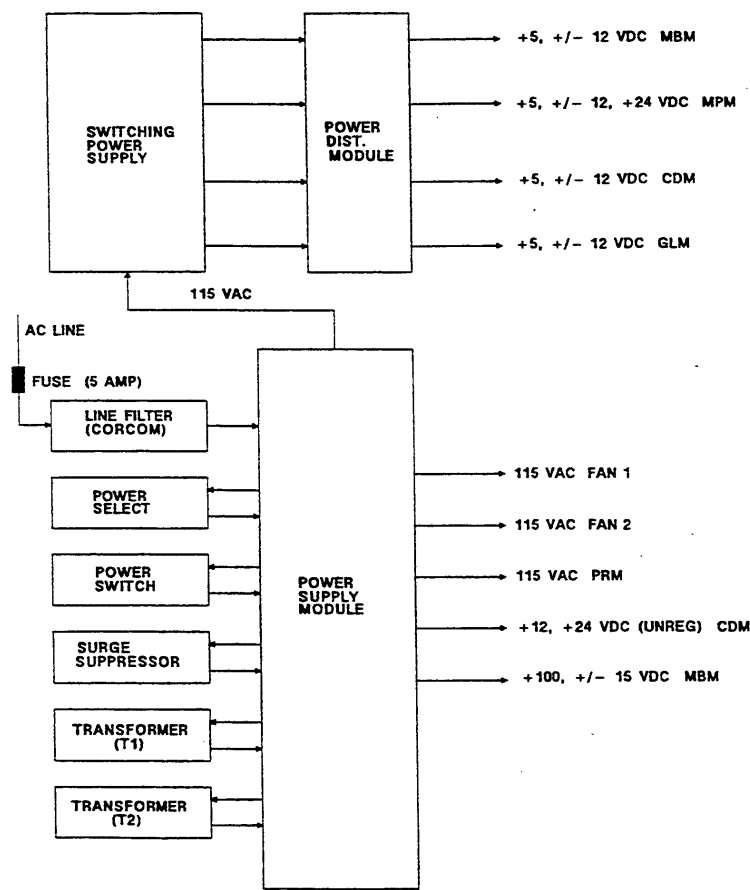 +5, +/- 12 VDC MBM
SWITCHING
POWER
SUPPLY
POWER
DIST.
MODULE
+5, +/- 12, +24 VDC MPM
+5, +/- 12 VDC CDM
+5, +/- 12 VDC GLM
115 VAC
AC LINE
FUSE (5 AMP)
LINE FILTER
(CORCOM)
POWER
SELECT
POWER
SWITCH
SURGE
SUPPRESSOR
TRANSFORMER
(T1)
TRANSFORMER
(T2)
POWER
SUPPLY
MODULE
115 VAC FAN 1
115 VAC FAN 2
115 VAC PRM
+12, +24 VDC (UNREG) CDM
+100, +/- 15 VDC MBM